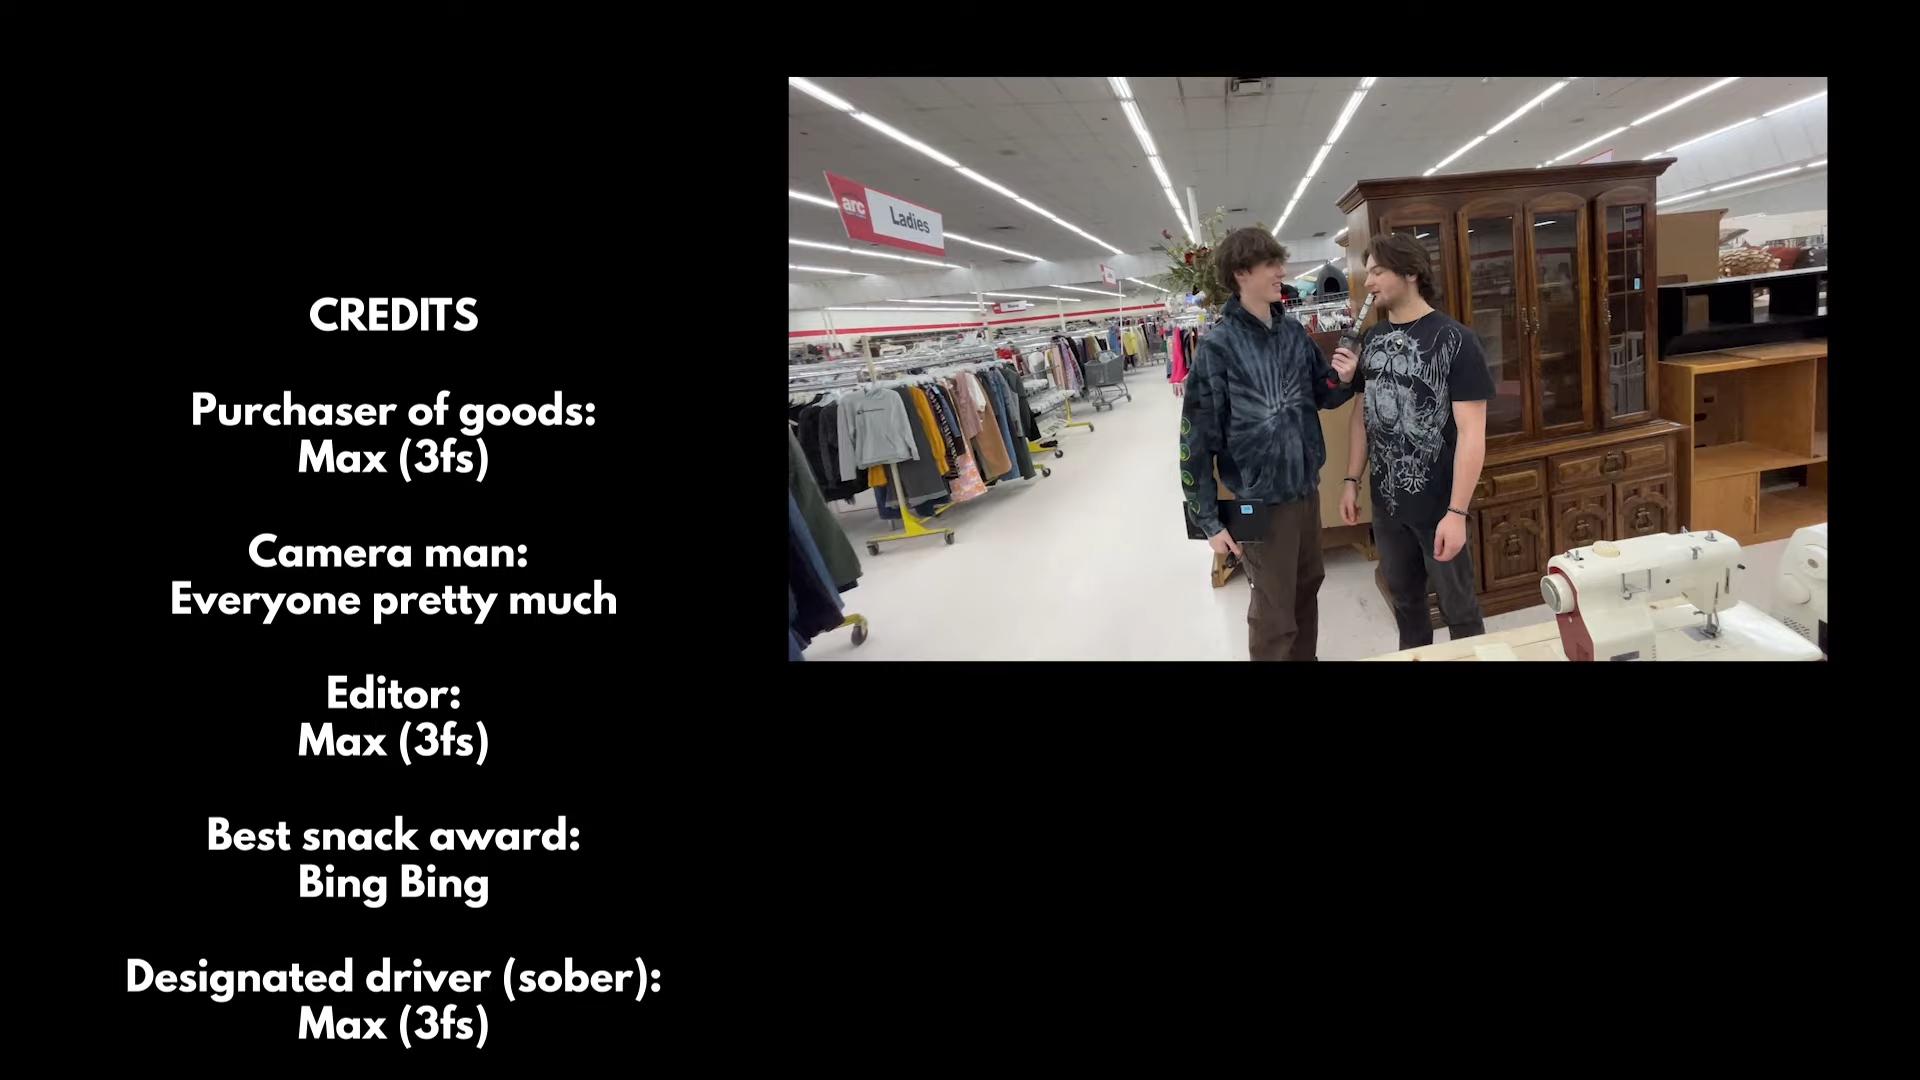 CREDITS
Purchaser of goods:
Max (3fs)
Camera man:
Everyone pretty much
Editor:
Max (3fs)
Best snack award:
Bing Bing
Designated driver (sober):
Max (3fs)
arc
Ladies